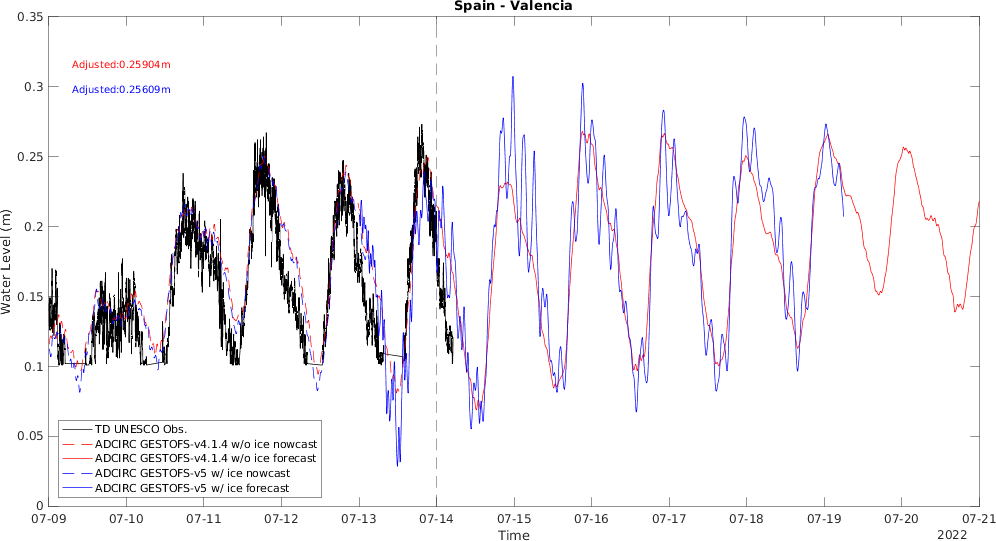 Spain - Valencia
0.35
0.3
0.25
0.2
0.15
0.1
0.05
0
Water Level (m)
Adjusted:0.25904m
Adjusted:0.25609m
TD UNESCO Obs.
ADCIRC GESTOFS-v4.1.4 w/o ice nowcast
ADCIRC GESTOFS-v4.1.4 w/o ice forecast
ADCIRC GESTOFS-v5 w/ ice nowcast
ADCIRC GESTOFS-v5 w/ ice forecast
07-09 07-10 07-11 07-12 07-13 07-14 07-15 07-16 07-17 07-18 07-19 07-20 07-21
Time
2022